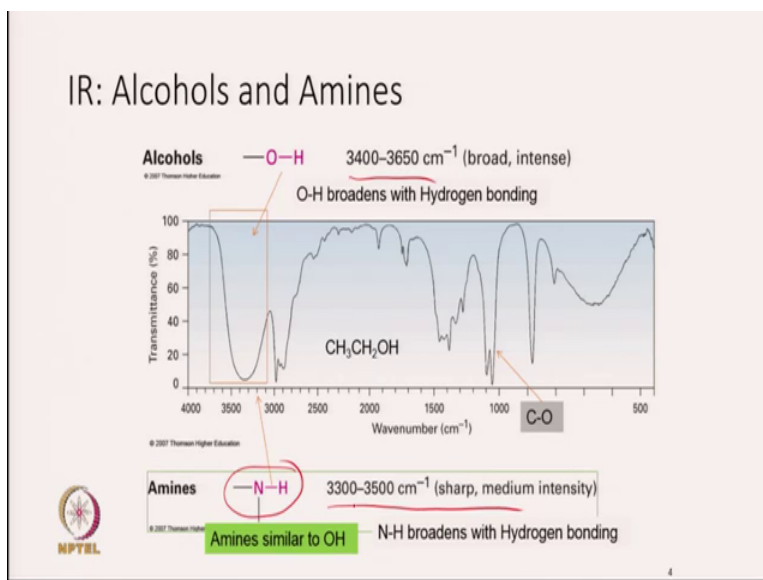 IR: Alcohols and Amines
Alcohols —O—H 3400–3650 cm⁻¹ (broad, intense)
© 2007 Thomson Higher Education
O-H broadens with Hydrogen bonding
100
80
60
40
20
0
Transmittance (%)
CH₃CH₂OH
C-O
4000 3500 3000 2500 2000 1500 1000 500
Wavenumber (cm⁻¹)
© 2007 Thomson Higher Education
Amines —N—H 3300–3500 cm⁻¹ (sharp, medium intensity)
Amines similar to OH
N-H broadens with Hydrogen bonding
NPTEL
4